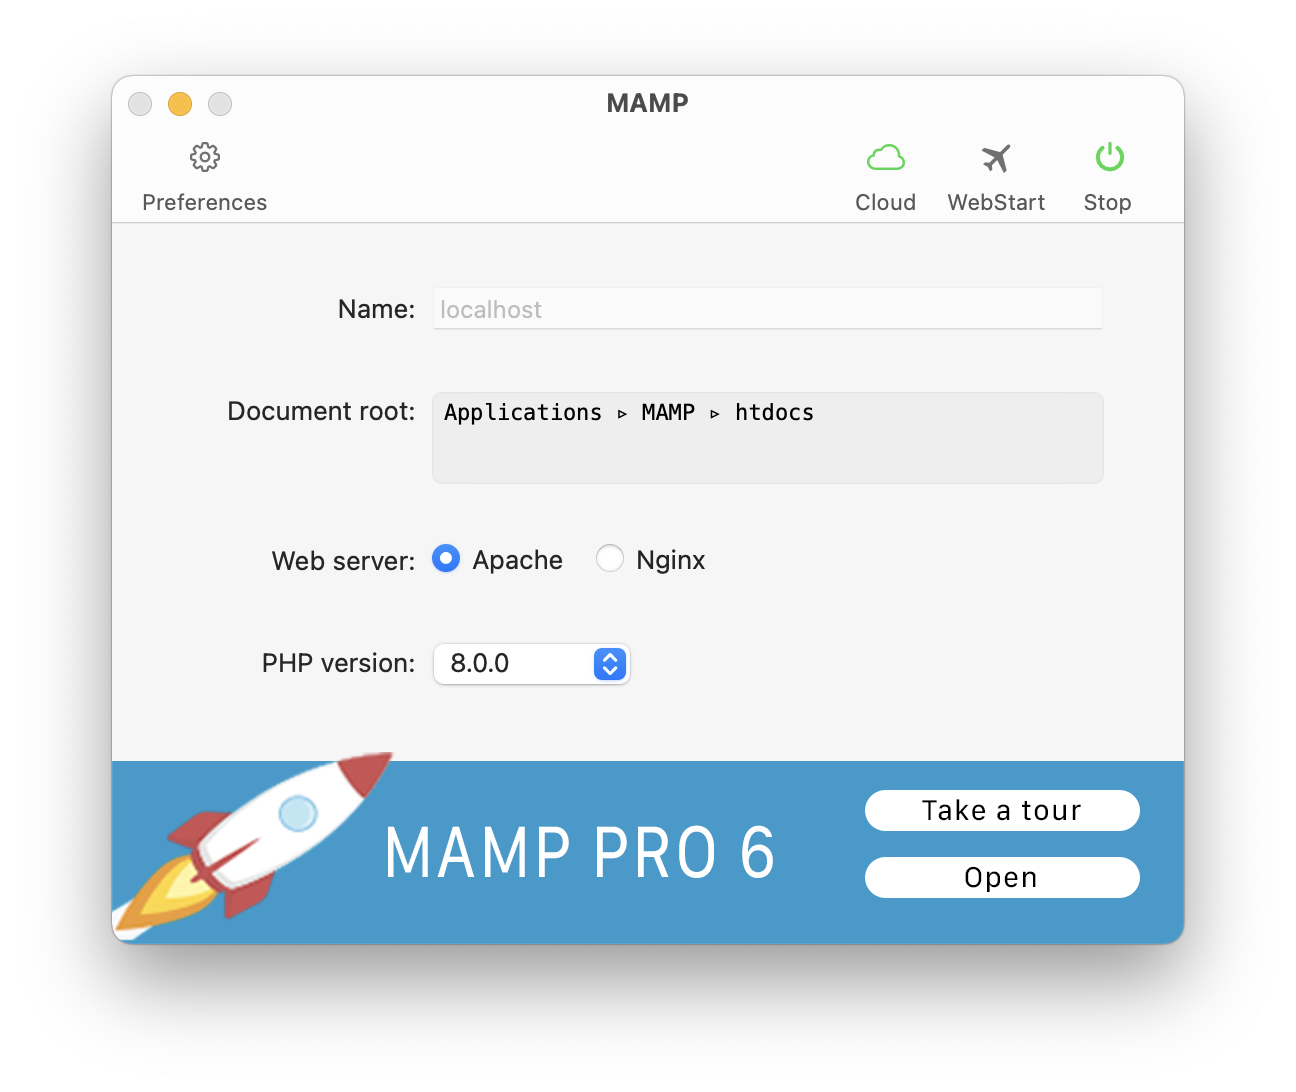 MAMP
Preferences
Cloud
WebStart
Stop
Name: localhost
Document root: Applications ▹ MAMP ▹ htdocs
Web server: Apache Nginx
PHP version: 8.0.0
MAMP PRO 6
Take a tour
Open